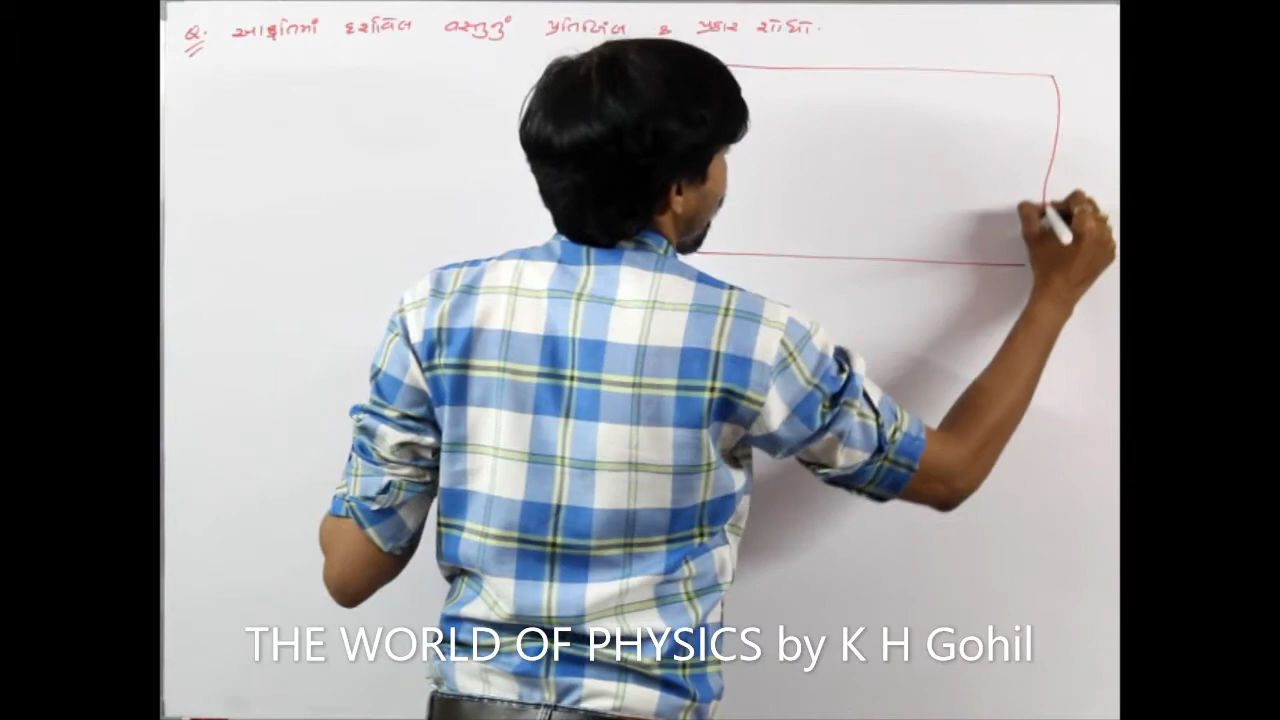 Q. આકૃતિમાં દર્શાવેલ વસ્તુનું પ્રતિબિંબ & પ્રકાર શોધો.
THE WORLD OF PHYSICS by K H Gohil